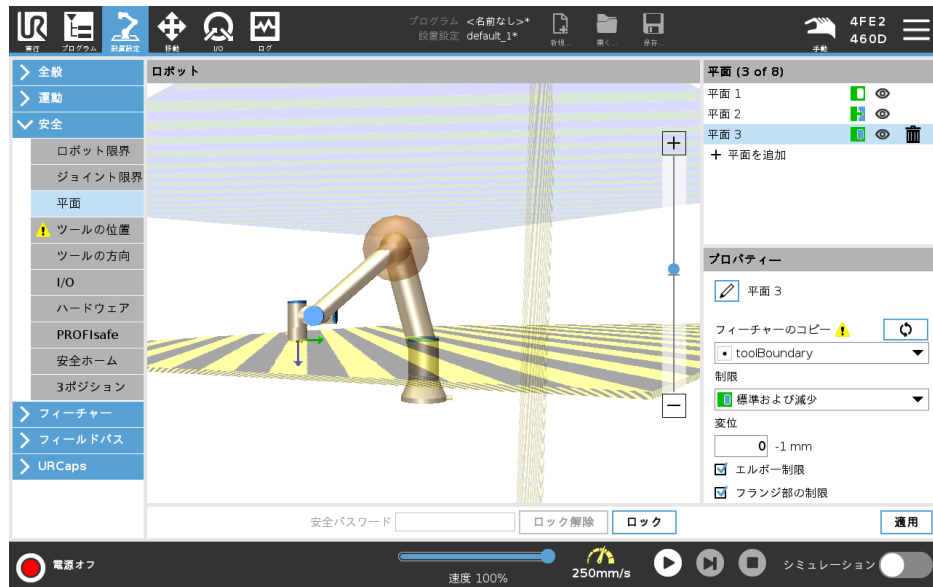 プログラム <名前なし>*
設置設定 default_1*
新規...
開く...
保存...
実行
プログラム
設置設定
移動
I/O
ログ
手動
4FE2
460D
全般
運動
安全
ロボット限界
ジョイント限界
平面
ツールの位置
ツールの方向
I/O
ハードウェア
PROFIsafe
安全ホーム
3ポジション
フィーチャー
フィールドバス
URCaps
ロボット
平面 (3 of 8)
平面 1
平面 2
平面 3
平面を追加
プロパティー
平面 3
フィーチャーのコピー
toolBoundary
制限
標準および減少
変位
0 -1 mm
エルボー制限
フランジ部の制限
安全パスワード
ロック解除
ロック
適用
電源オフ
速度 100%
250mm/s
シミュレーション